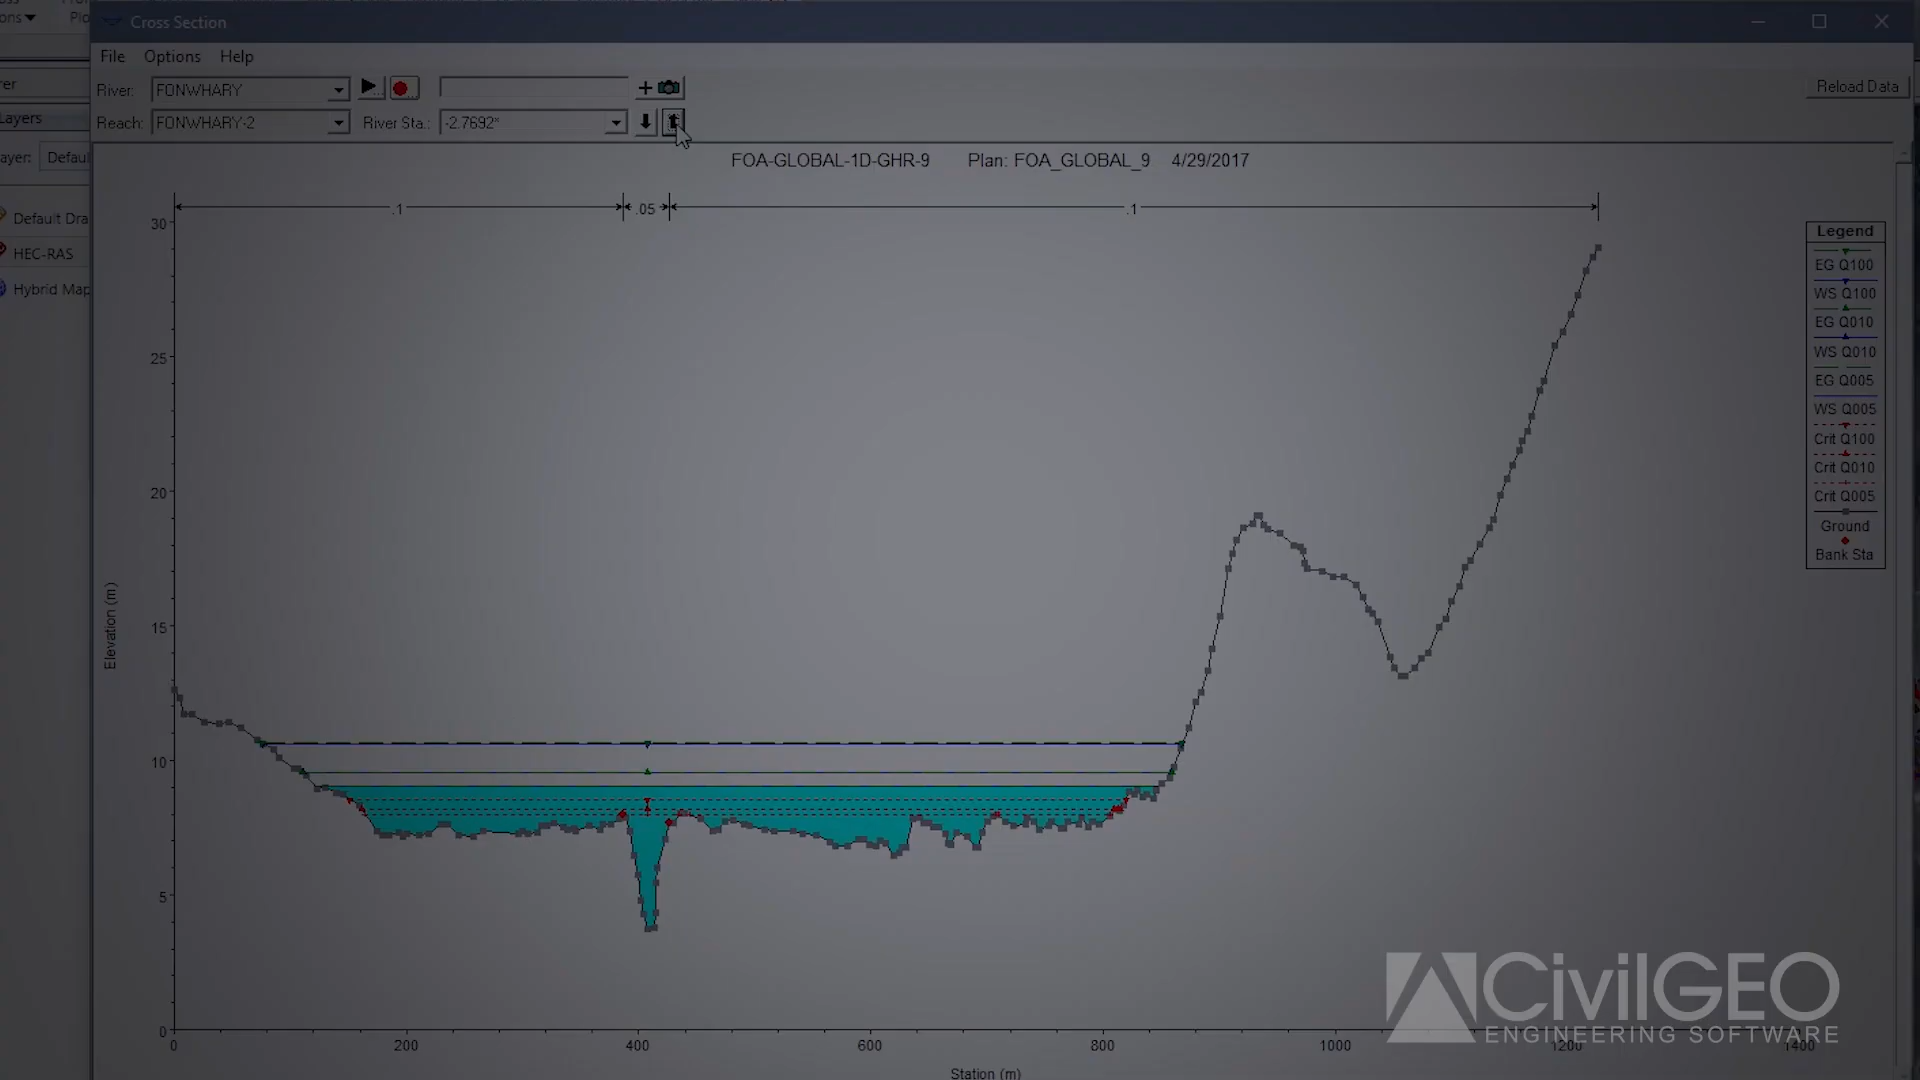 Cross Section
File Options Help
River: FONWHARY
Reload Data
Reach: FONWHARY-2 River Sta.: -2.7692*
Layers
ayer: Defaul
Default Dra
HEC-RAS
Hybrid Map
FOA-GLOBAL-1D-GHR-9 Plan: FOA_GLOBAL_9 4/29/2017
.1 .05 .1
30
25
20
15
10
5
0
Elevation (m)
0 200 400 600 800 1000 1200 1400
Station (m)
Legend
EG Q100
WS Q100
EG Q010
WS Q010
EG Q005
WS Q005
Crit Q100
Crit Q010
Crit Q005
Ground
Bank Sta
CivilGEO
ENGINEERING SOFTWARE